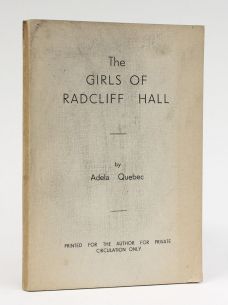 The
GIRLS OF
RADCLIFF HALL
by
Adela Quebec
PRINTED FOR THE AUTHOR FOR PRIVATE
CIRCULATION ONLY